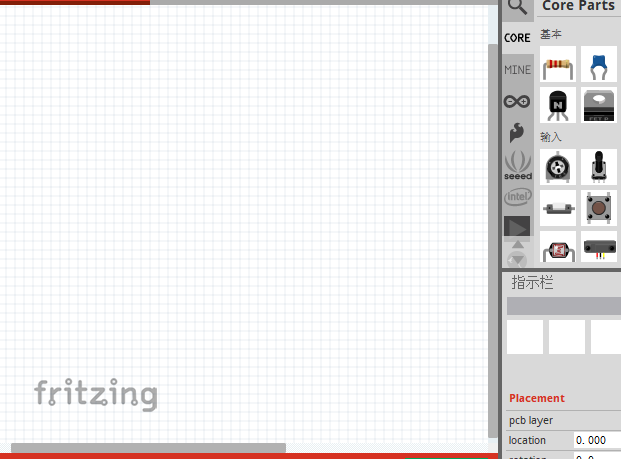 Core Parts
CORE
基本
MINE
N
FET
输入
seeed
intel
指示栏
fritzing
Placement
pcb layer
location
0. 000
rotation
0. 0